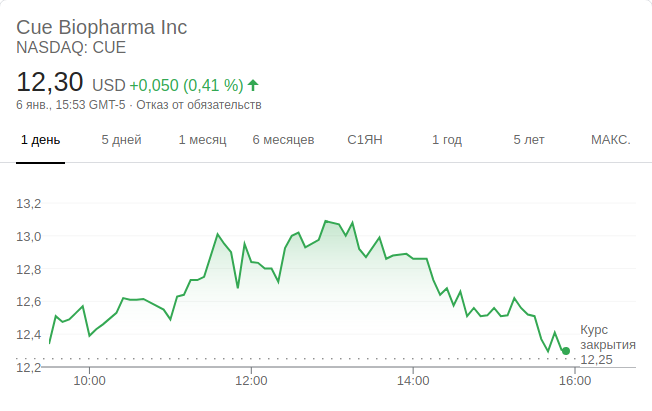 Cue Biopharma Inc
NASDAQ: CUE
12,30 USD +0,050 (0,41 %)
6 янв., 15:53 GMT-5 · Отказ от обязательств
1 день 5 дней 1 месяц 6 месяцев С1ЯН 1 год 5 лет МАКС.
13,2
13,0
12,8
12,6
12,4
12,2
Курс
закрытия
12,25
10:00 12:00 14:00 16:00